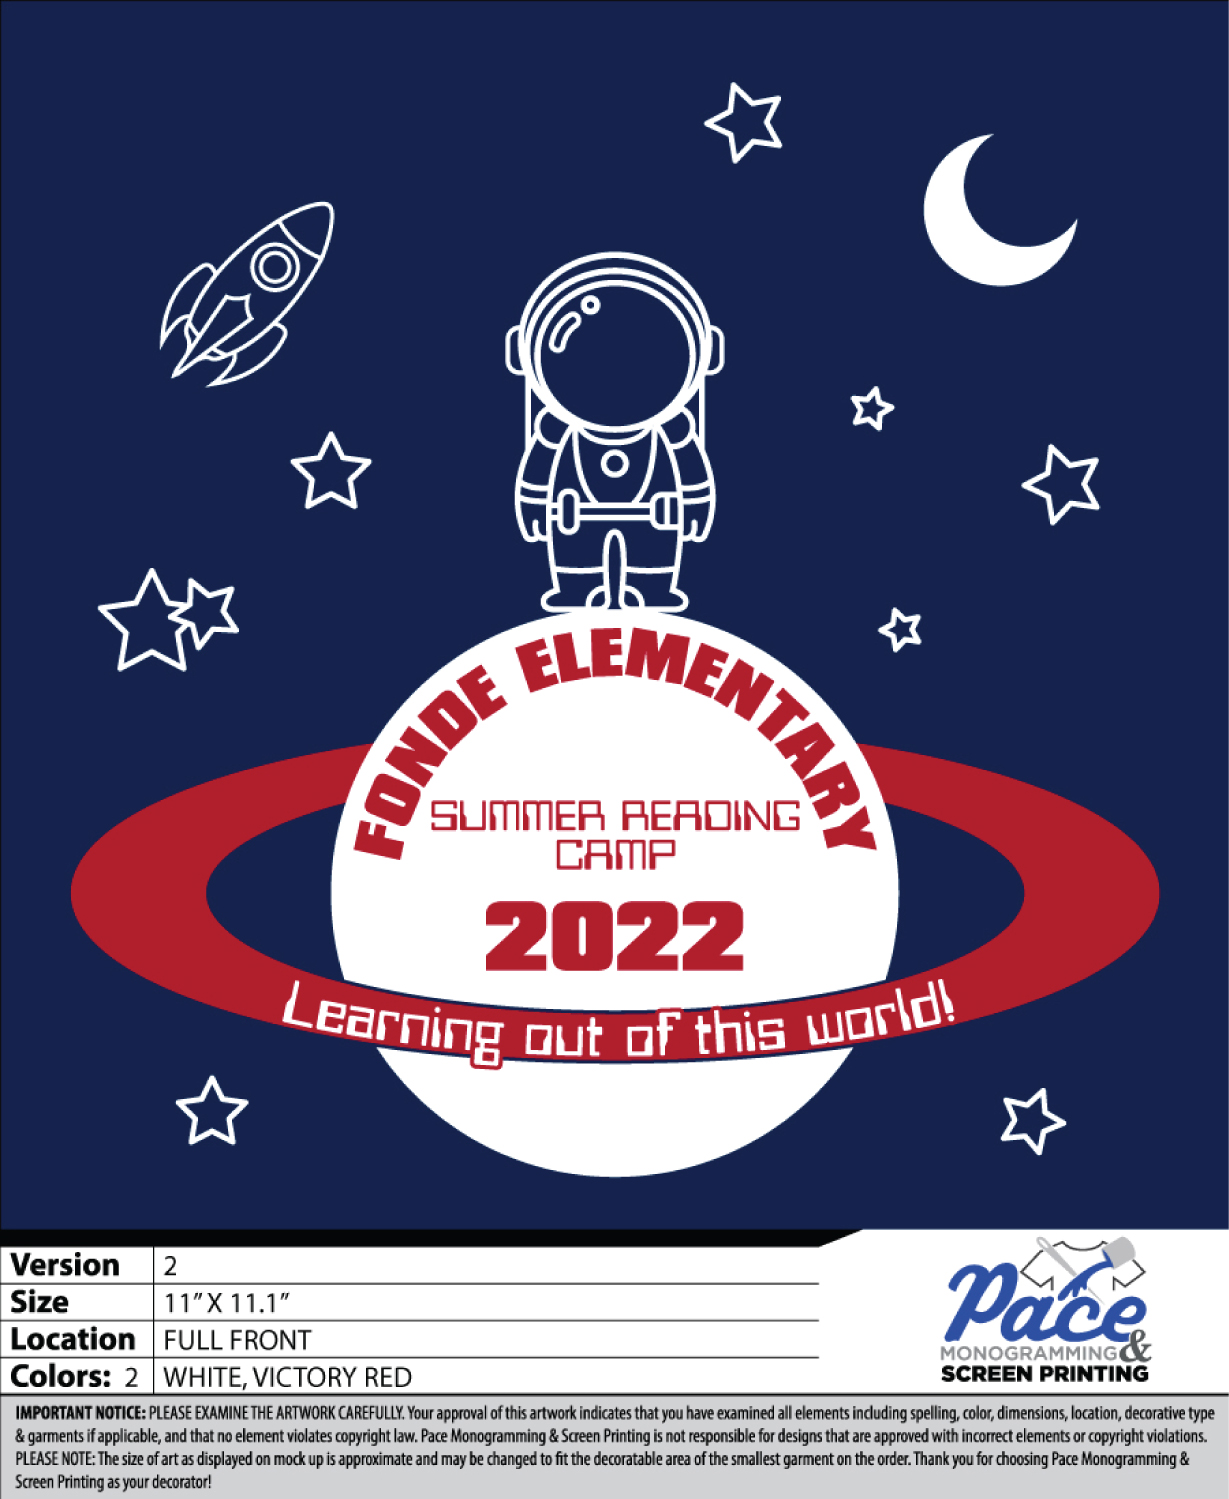 FONDE ELEMENTARY
SUMMER READING
CAMP
2022
Learning out of this world!
Version 2
Size 11” X 11.1”
Location FULL FRONT
Colors: 2 WHITE, VICTORY RED
Pace
MONOGRAMMING &
SCREEN PRINTING
IMPORTANT NOTICE: PLEASE EXAMINE THE ARTWORK CAREFULLY. Your approval of this artwork indicates that you have examined all elements including spelling, color, dimensions, location, decorative type
& garments if applicable, and that no element violates copyright law. Pace Monogramming & Screen Printing is not responsible for designs that are approved with incorrect elements or copyright violations.
PLEASE NOTE: The size of art as displayed on mock up is approximate and may be changed to fit the decoratable area of the smallest garment on the order. Thank you for choosing Pace Monogramming &
Screen Printing as your decorator!